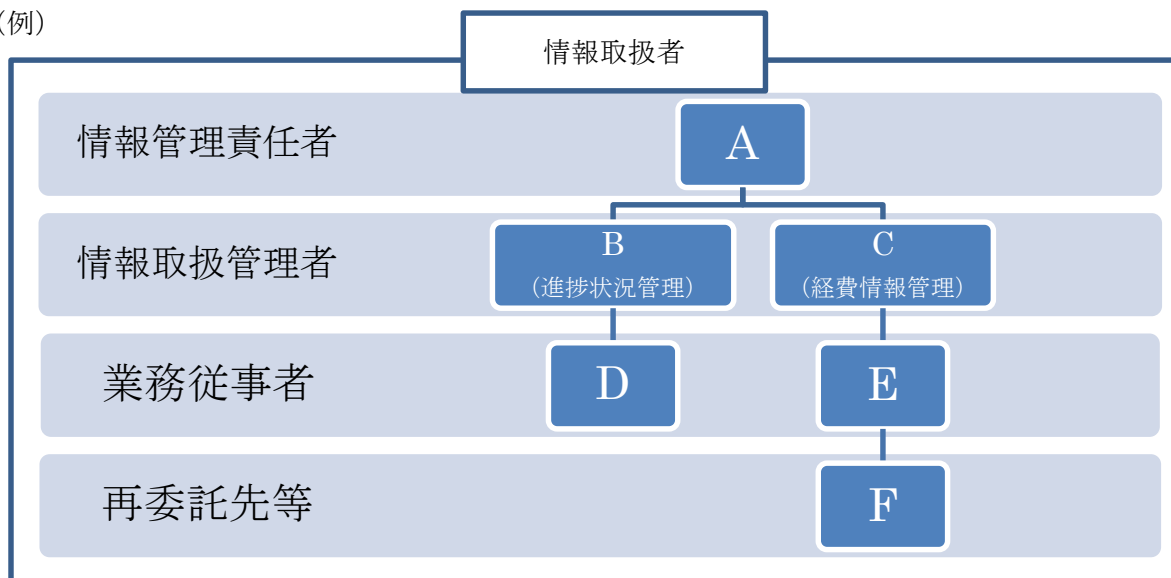 (例)
情報取扱者
情報管理責任者
A
情報取扱管理者
B
(進捗状況管理)
C
(経費情報管理)
業務従事者
D
E
再委託先等
F